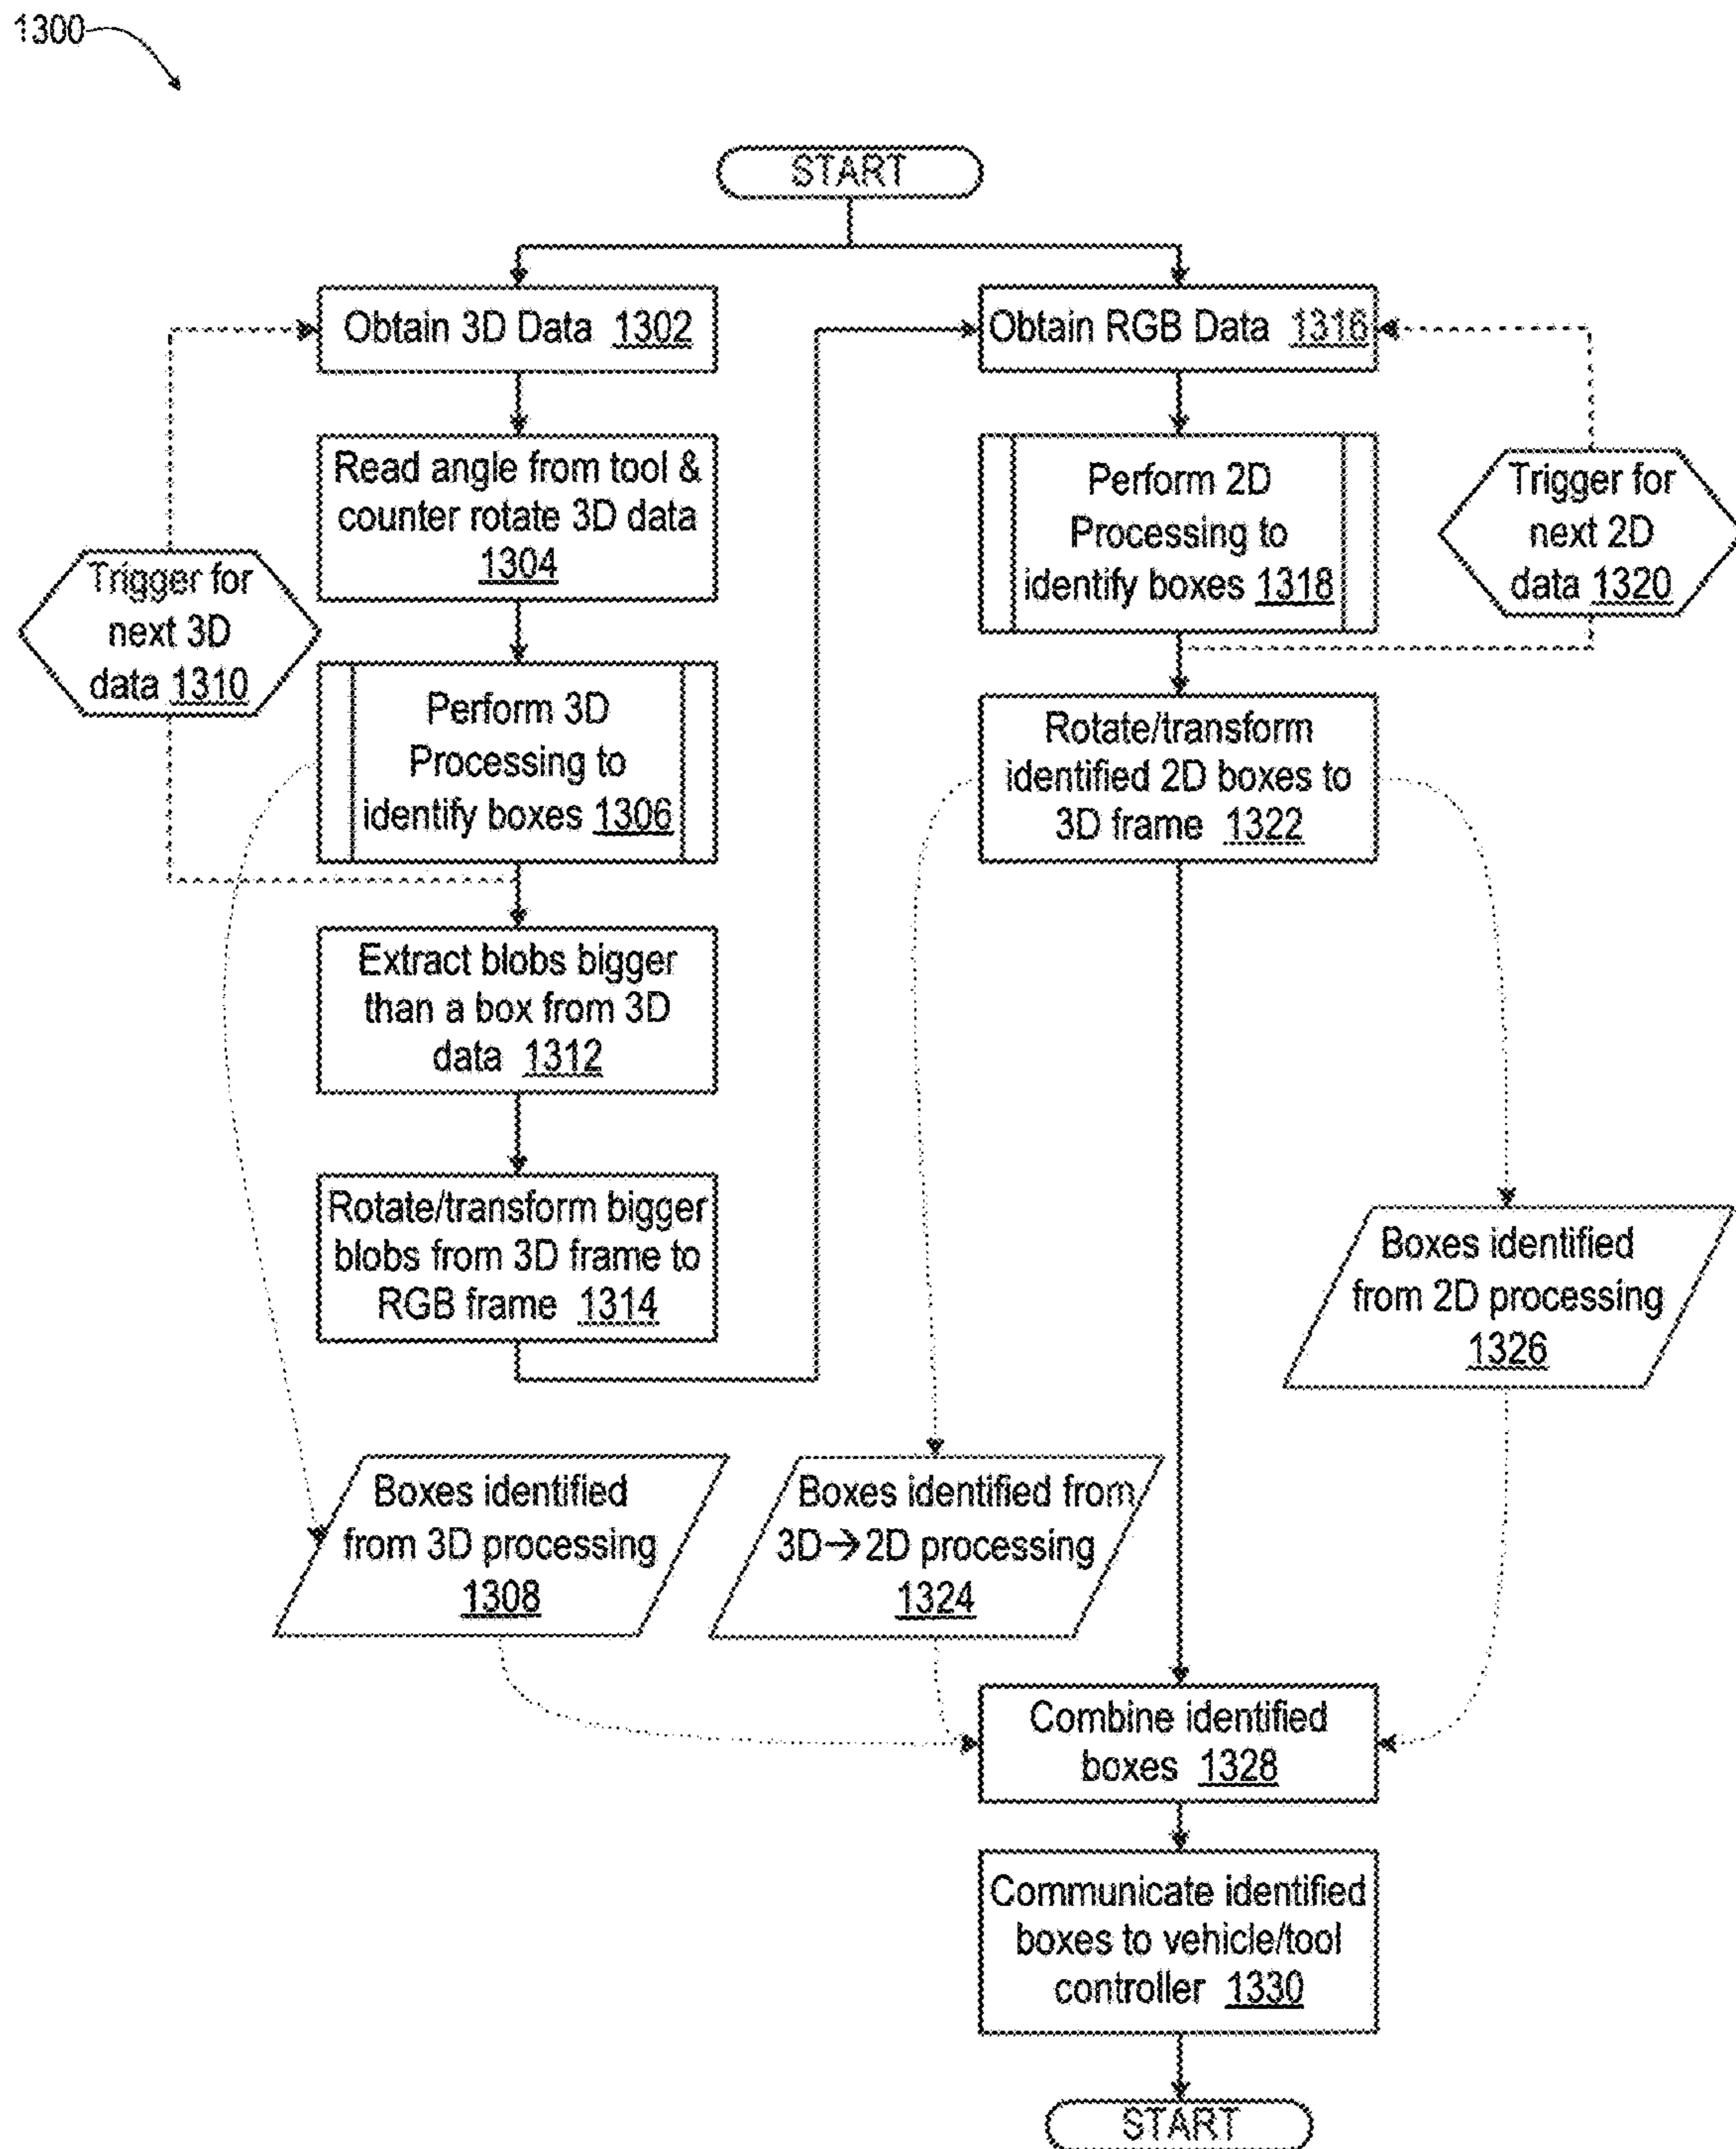 1300
START
Obtain 3D Data 1302
Read angle from tool &
counter rotate 3D data
1304
Trigger for
next 3D
data 1310
Perform 3D
Processing to
identify boxes 1306
Extract blobs bigger
than a box from 3D
data 1312
Rotate/transform bigger
blobs from 3D frame to
RGB frame 1314
Obtain RGB Data 1316
Perform 2D
Processing to
identify boxes 1318
Trigger for
next 2D
data 1320
Rotate/transform
identified 2D boxes to
3D frame 1322
Boxes identified
from 2D processing
1326
Boxes identified
from 3D processing
1308
Boxes identified from
3D→2D processing
1324
Combine identified
boxes 1328
Communicate identified
boxes to vehicle/tool
controller 1330
START